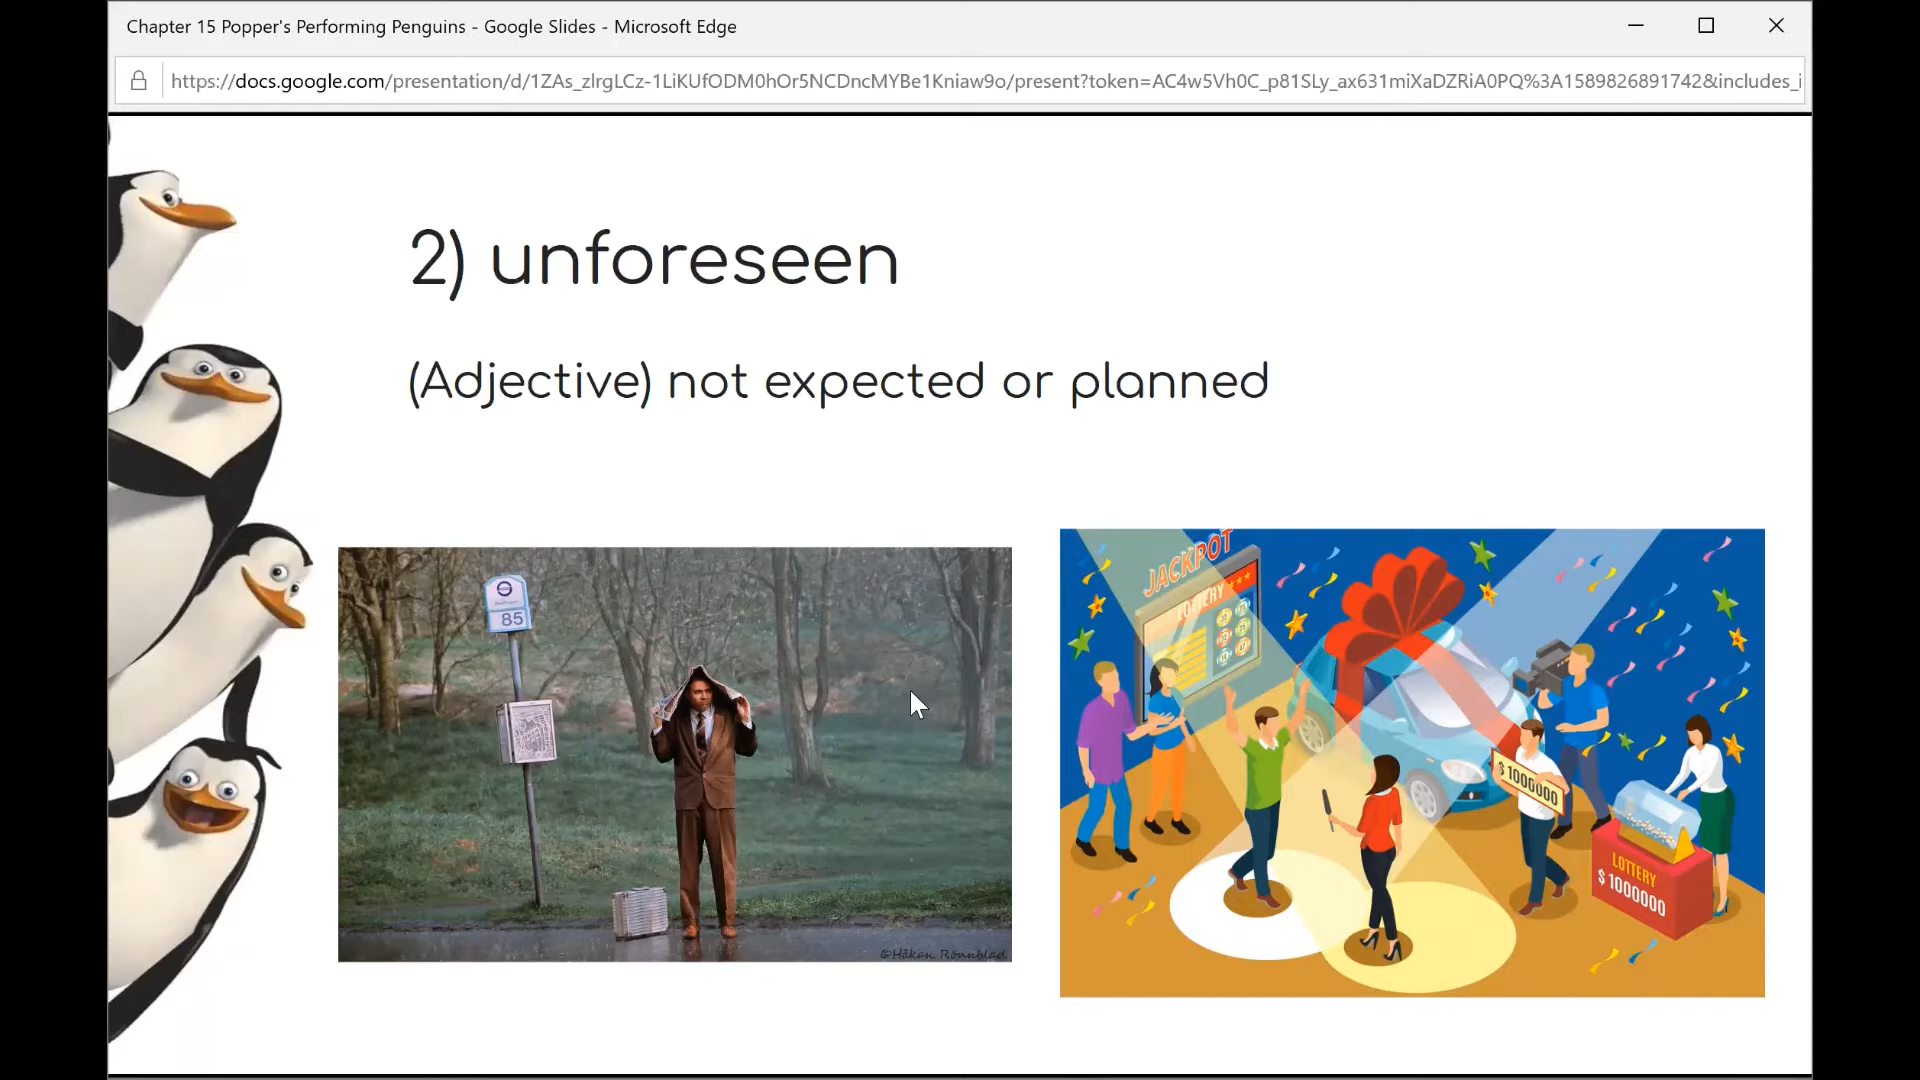 Chapter 15 Popper's Performing Penguins - Google Slides - Microsoft Edge
https://docs.google.com/presentation/d/1ZAs_zlrgLCz-1LiKUfODM0hOr5NCDncMYBe1Kniaw9o/present?token=AC4w5Vh0C_p81SLy_ax631miXaDZRiA0PQ%3A1589826891742&includes_i
2) unforeseen
(Adjective) not expected or planned
85
©Håkan Rönnblad
JACKPOT
LOTTERY
$ 1000000
LOTTERY
$ 1000000